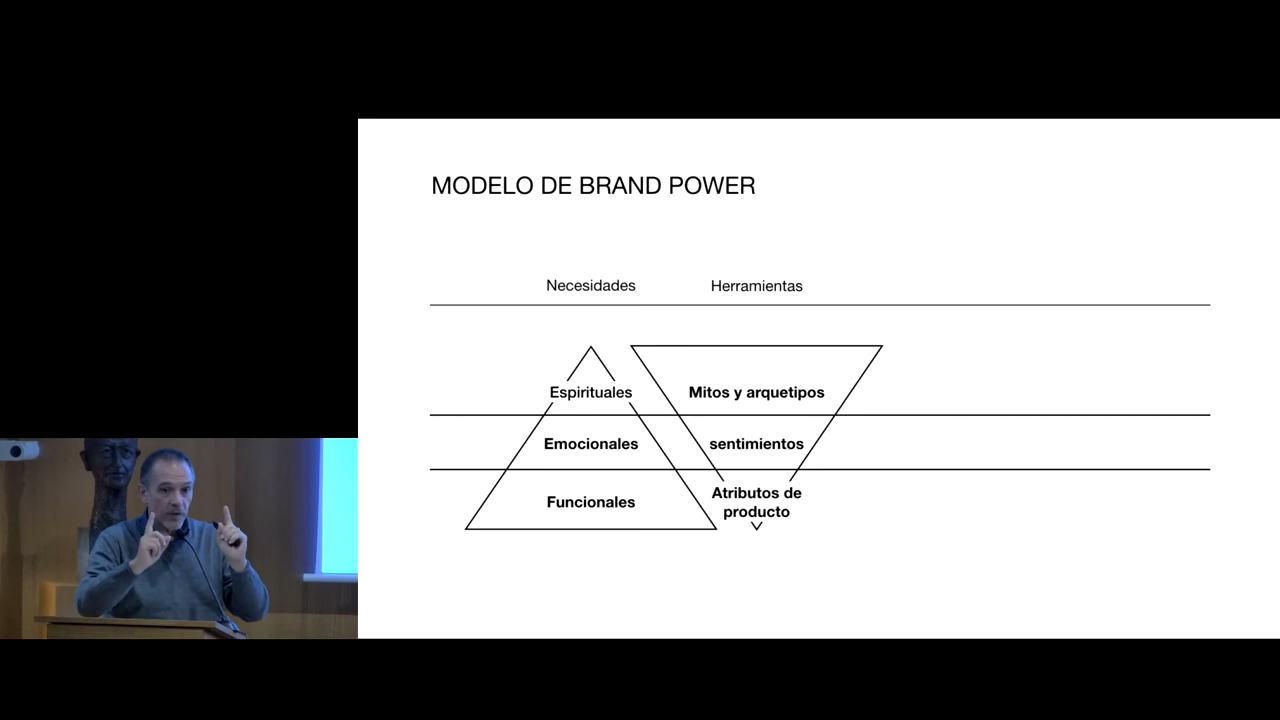 MODELO DE BRAND POWER
Necesidades Herramientas
Espirituales Mitos y arquetipos
Emocionales sentimientos
Funcionales Atributos de
producto